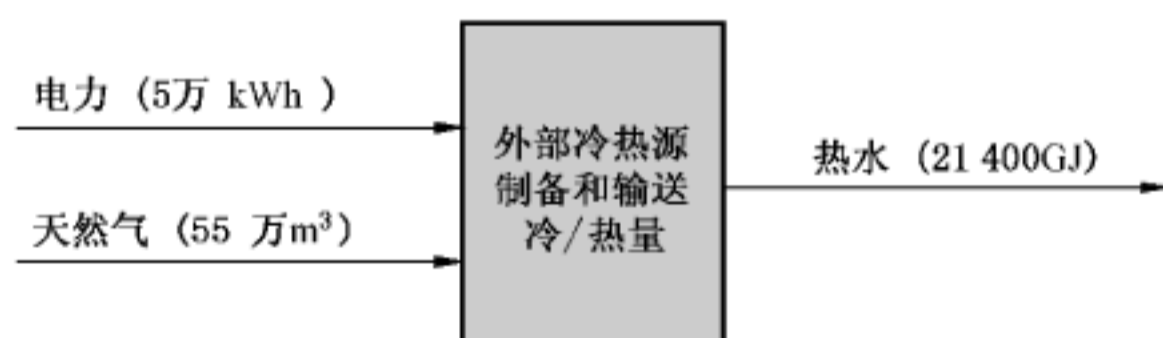 电力 (5万 kWh )
天然气 (55 万m³)
外部冷热源
制备和输送
冷/热量
热水 (21 400GJ)